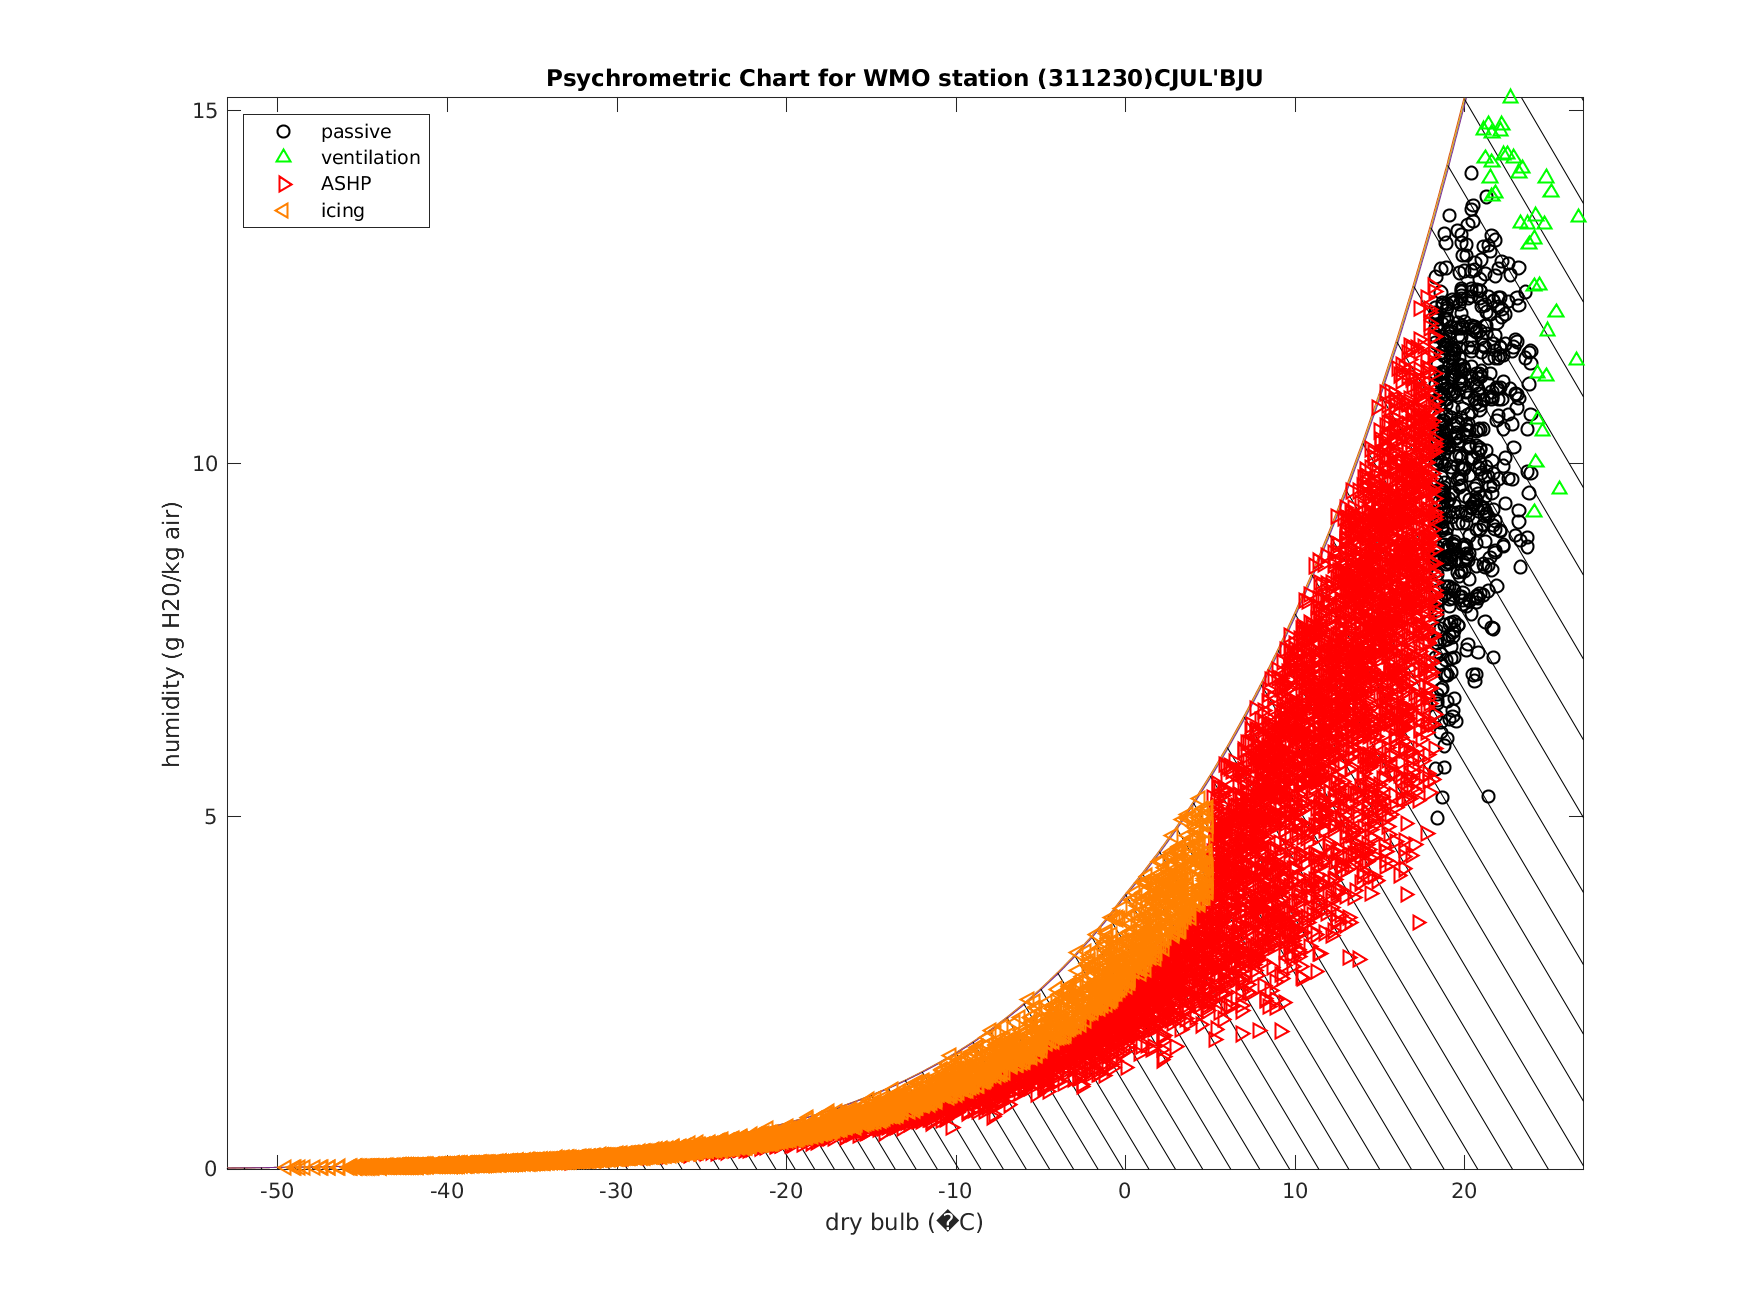 Psychrometric Chart for WMO station (311230)CJUL'BJU
passive
ventilation
ASHP
icing
15
10
5
0
humidity (g H20/kg air)
-50 -40 -30 -20 -10 0 10 20
dry bulb (�C)